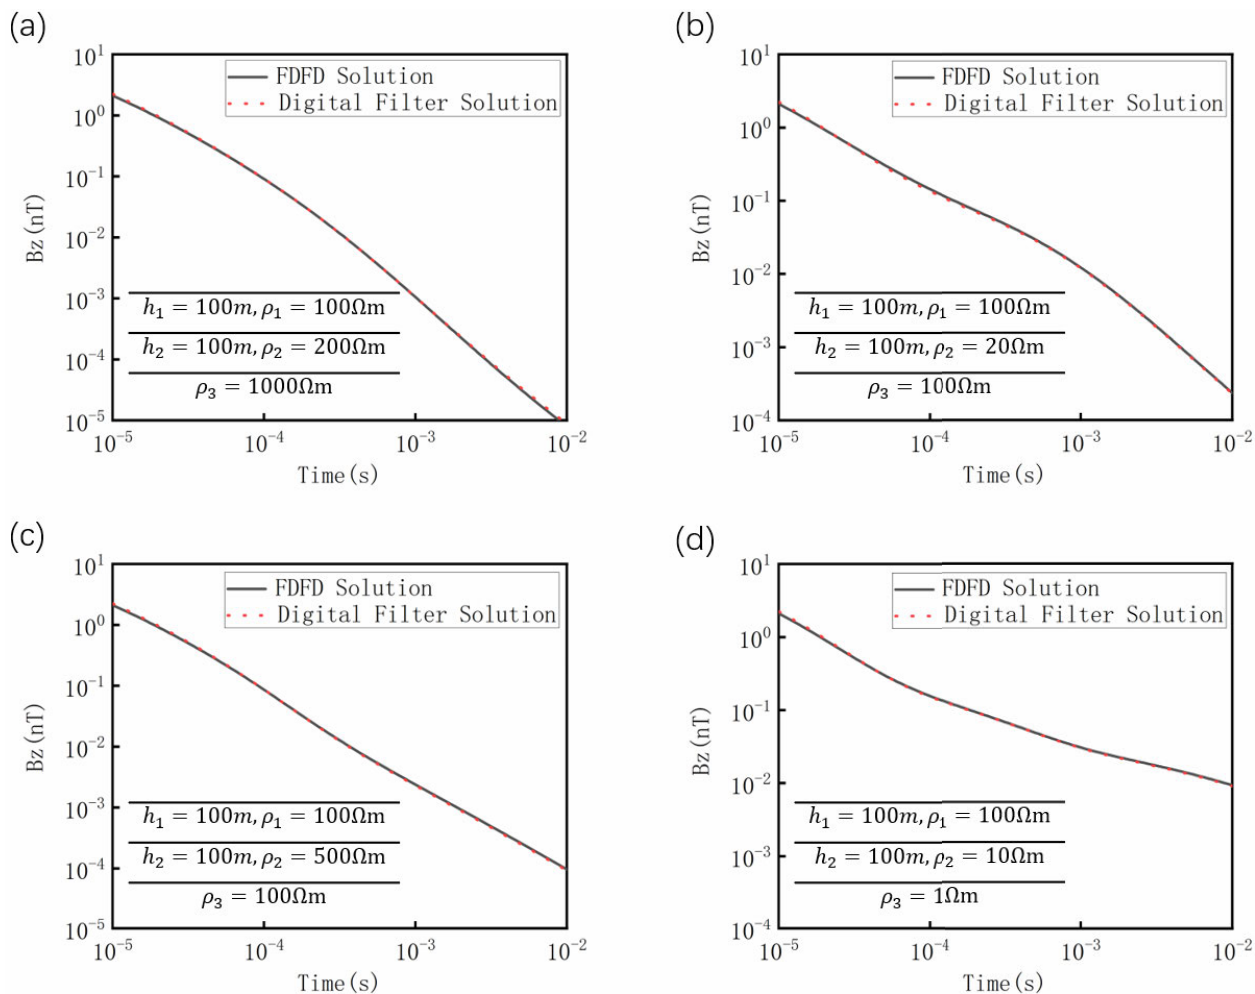 (a)
10^1
10^0
10^-1
10^-2
10^-3
10^-4
10^-5
Bz(nT)
FDFD Solution
Digital Filter Solution
h₁ = 100m, ρ₁ = 100Ωm
h₂ = 100m, ρ₂ = 200Ωm
ρ₃ = 1000Ωm
10^-5 10^-4 10^-3 10^-2
Time(s)
(b)
10^1
10^0
10^-1
10^-2
10^-3
10^-4
Bz(nT)
FDFD Solution
Digital Filter Solution
h₁ = 100m, ρ₁ = 100Ωm
h₂ = 100m, ρ₂ = 20Ωm
ρ₃ = 100Ωm
10^-5 10^-4 10^-3 10^-2
Time(s)
(c)
10^1
10^0
10^-1
10^-2
10^-3
10^-4
10^-5
Bz(nT)
FDFD Solution
Digital Filter Solution
h₁ = 100m, ρ₁ = 100Ωm
h₂ = 100m, ρ₂ = 500Ωm
ρ₃ = 100Ωm
10^-5 10^-4 10^-3 10^-2
Time(s)
(d)
10^1
10^0
10^-1
10^-2
10^-3
10^-4
Bz(nT)
FDFD Solution
Digital Filter Solution
h₁ = 100m, ρ₁ = 100Ωm
h₂ = 100m, ρ₂ = 10Ωm
ρ₃ = 1Ωm
10^-5 10^-4 10^-3 10^-2
Time(s)